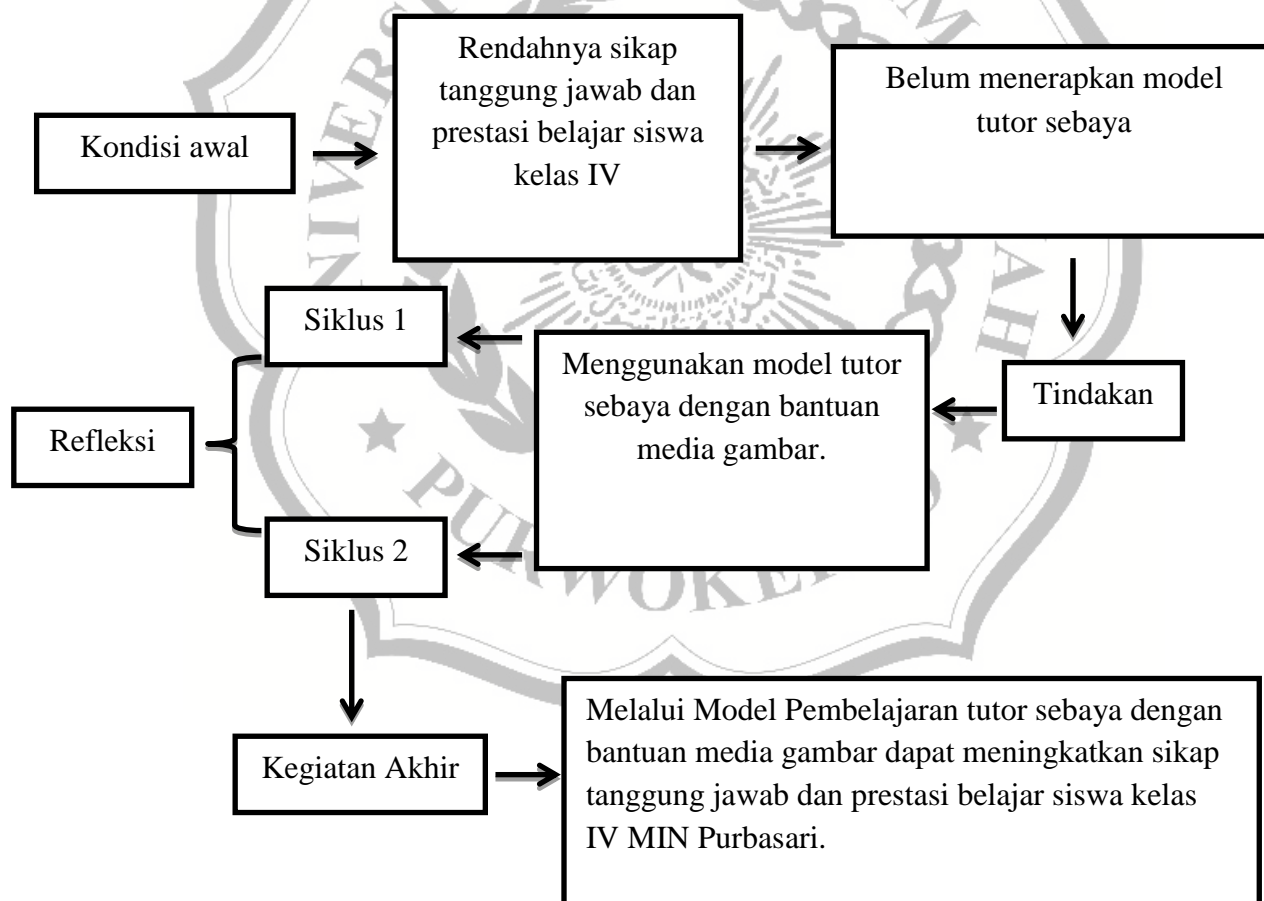 Kondisi awal
Rendahnya sikap
tanggung jawab dan
prestasi belajar siswa
kelas IV
Belum menerapkan model
tutor sebaya
Tindakan
Menggunakan model tutor
sebaya dengan bantuan
media gambar.
Siklus 1
Siklus 2
Refleksi
Kegiatan Akhir
Melalui Model Pembelajaran tutor sebaya dengan
bantuan media gambar dapat meningkatkan sikap
tanggung jawab dan prestasi belajar siswa kelas
IV MIN Purbasari.
PURWOKE